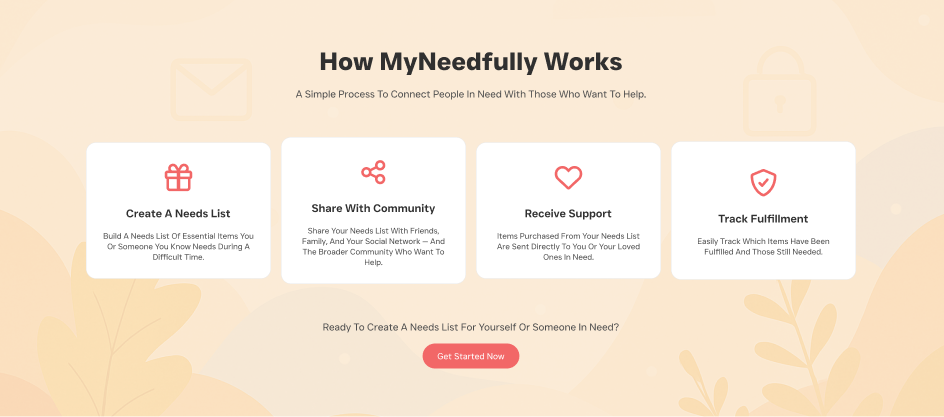 How MyNeedfully Works
A Simple Process To Connect People In Need With Those Who Want To Help.
Create A Needs List
Build A Needs List Of Essential Items You
Or Someone You Know Needs During A
Difficult Time.
Share With Community
Share Your Needs List With Friends,
Family, And Your Social Network — And
The Broader Community Who Want To
Help.
Receive Support
Items Purchased From Your Needs List
Are Sent Directly To You Or Your Loved
Ones In Need.
Track Fulfillment
Easily Track Which Items Have Been
Fulfilled And Those Still Needed.
Ready To Create A Needs List For Yourself Or Someone In Need?
Get Started Now